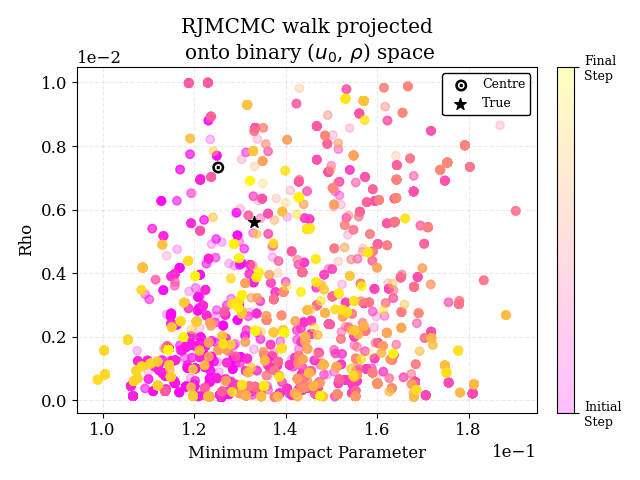 RJMCMC walk projected
onto binary (u₀, ρ) space
1e−2
1.0
0.8
0.6
0.4
0.2
0.0
Rho
1.0 1.2 1.4 1.6 1.8
1e−1
Minimum Impact Parameter
Centre
True
Final
Step
Initial
Step